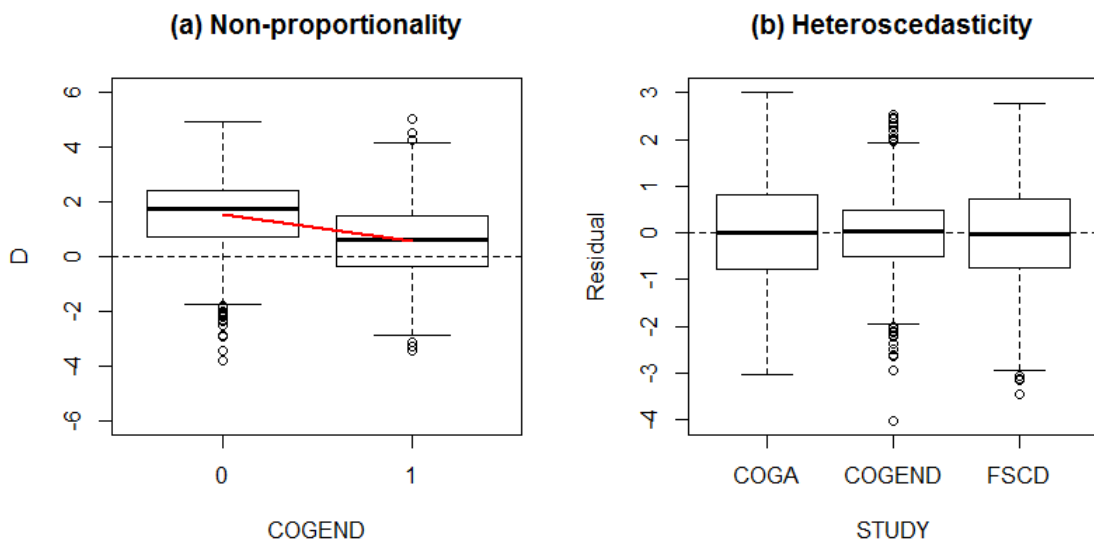 (a) Non-proportionality
6
4
2
0
-2
-4
-6
D
0 1
COGEND
(b) Heteroscedasticity
3
2
1
0
-1
-2
-3
-4
Residual
COGA COGEND FSCD
STUDY